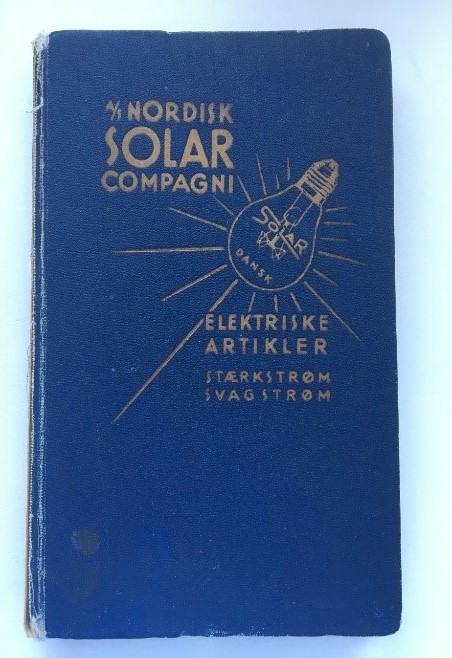 A/S NORDISK
SOLAR
COMPAGNI
SOLAR
DANSK
ELEKTRISKE
ARTIKLER
STÆRKSTRØM
SVAGSTRØM